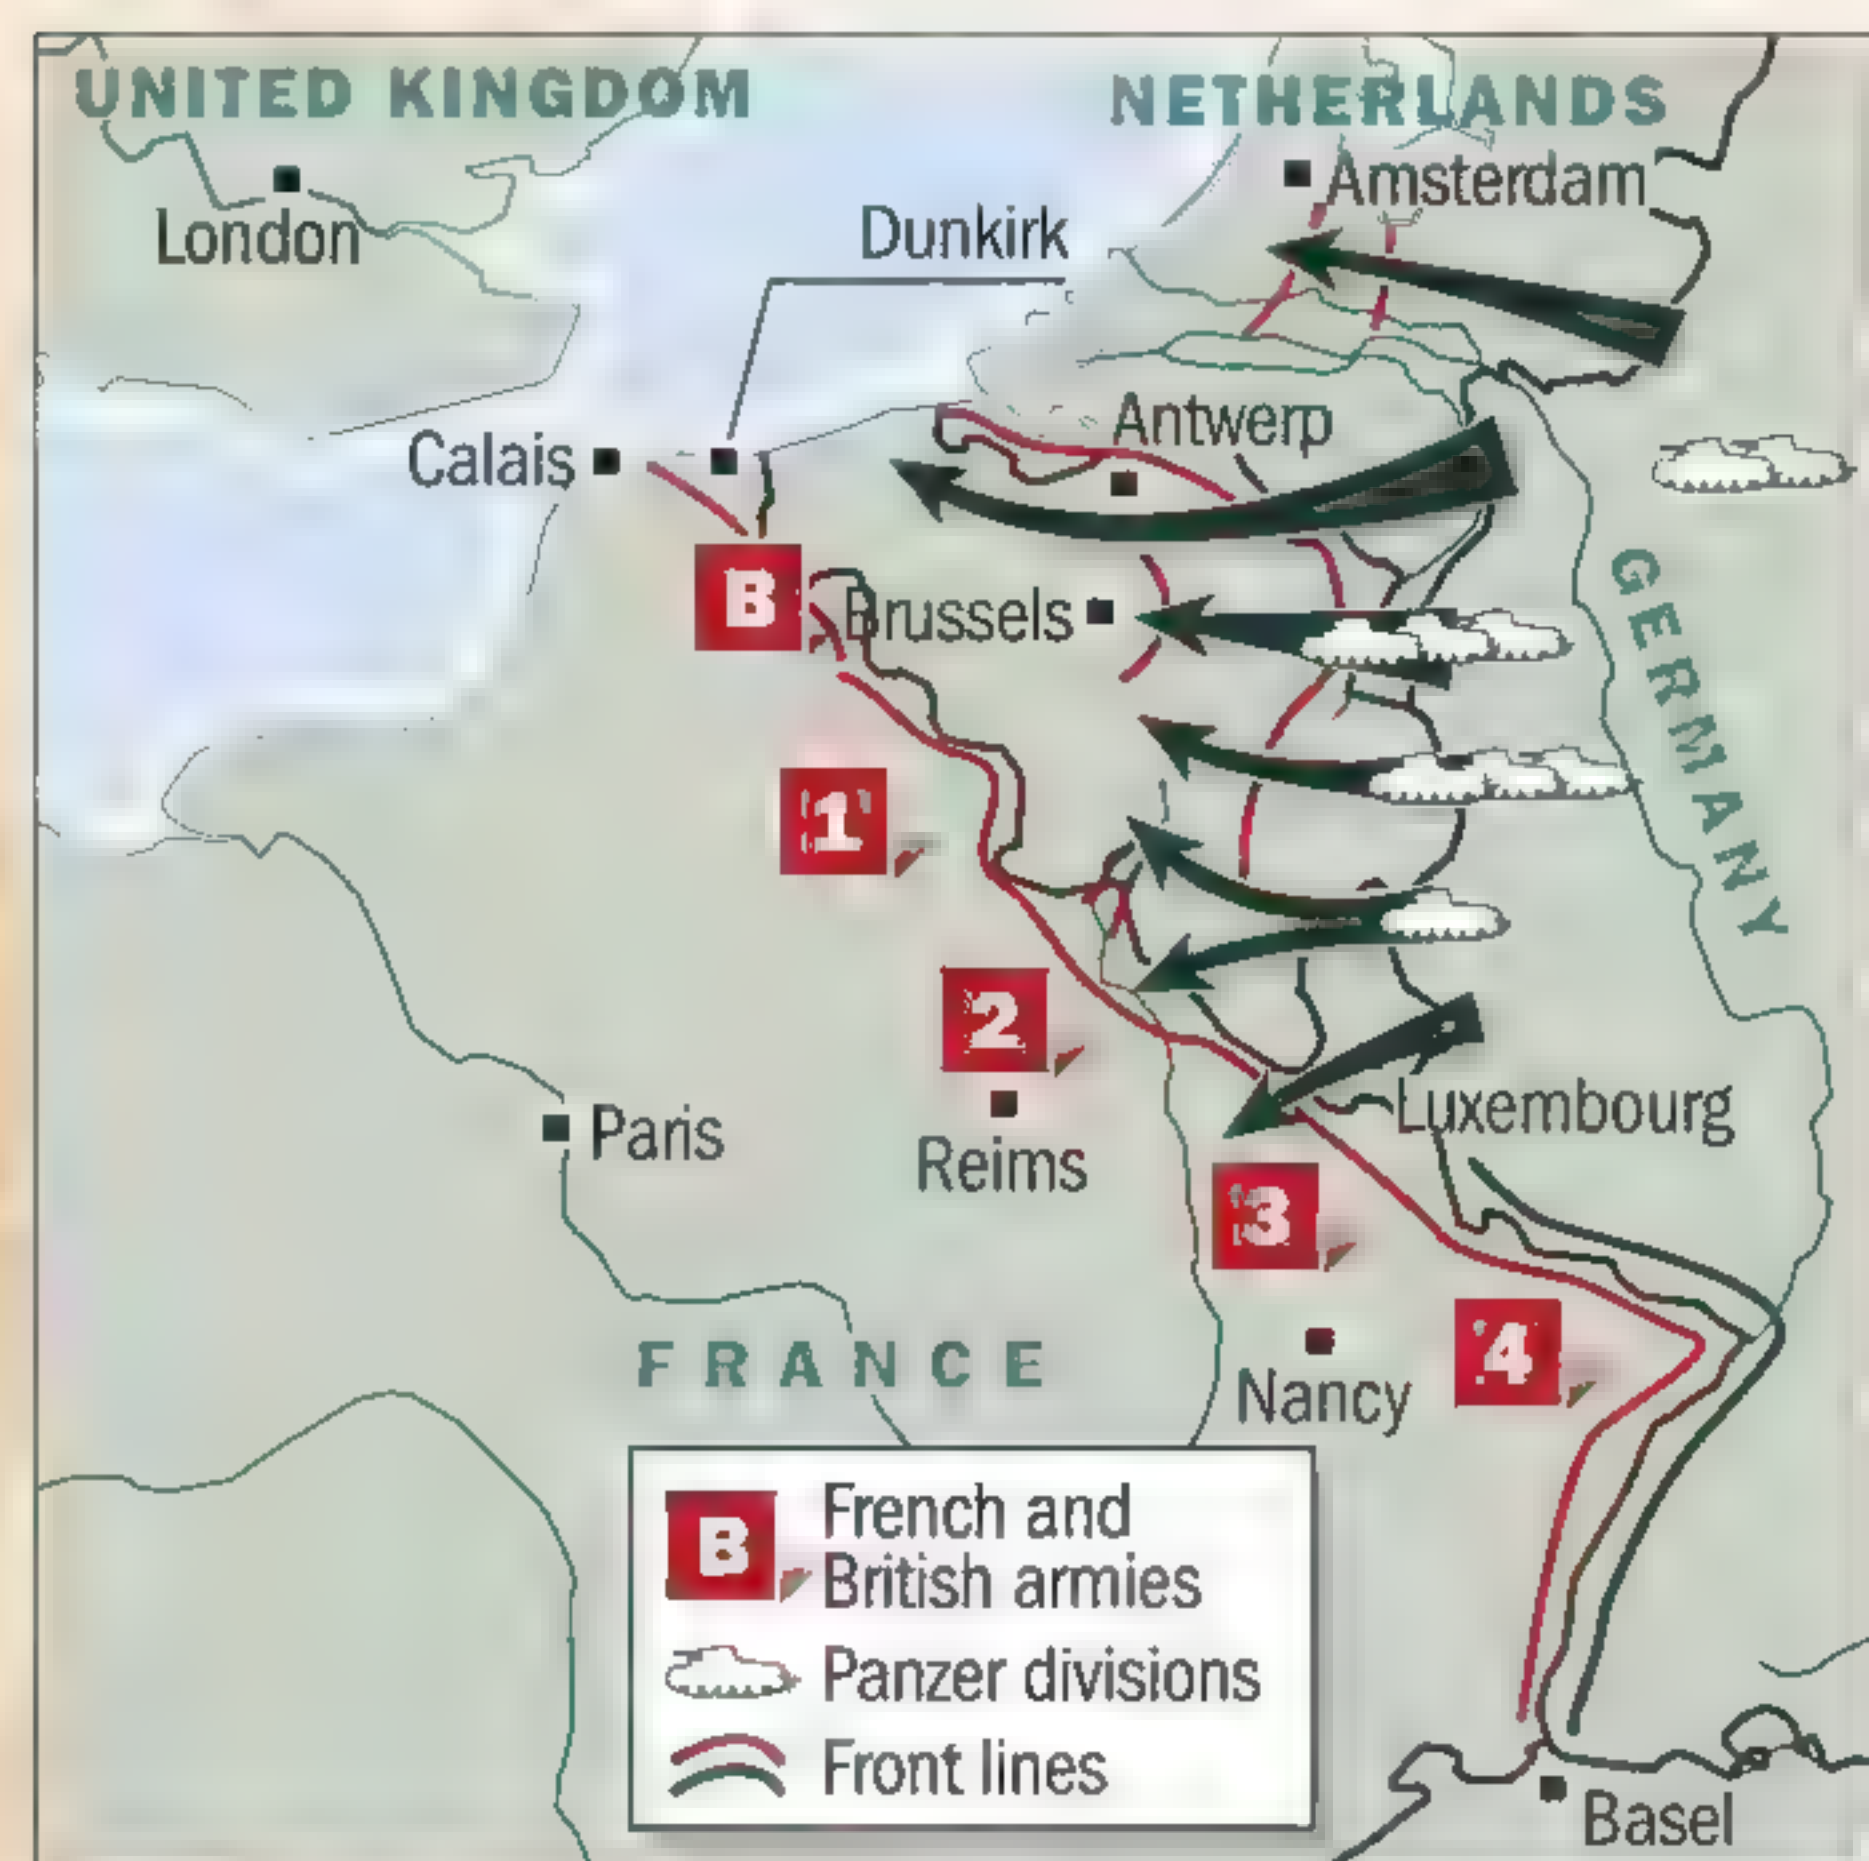 UNITED KINGDOM
NETHERLANDS
Amsterdam
London
Dunkirk
Antwerp
Calais
GERMANY
B
Brussels
1
2
Luxembourg
Paris
Reims
3
4
FRANCE
Nancy
B French and
British armies
Panzer divisions
Front lines
Basel